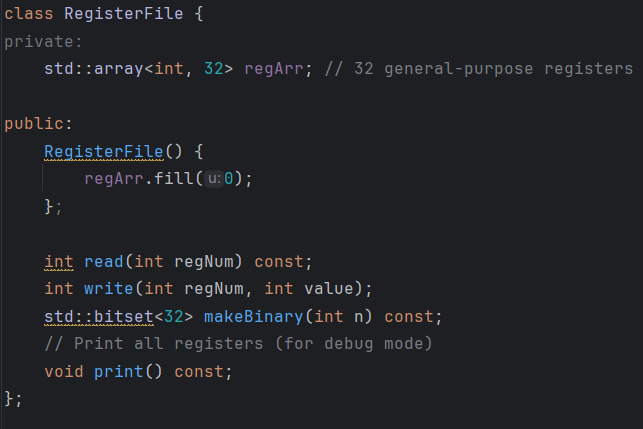 class RegisterFile {
private:
    std::array<int, 32> regArr; // 32 general-purpose registers

public:
    RegisterFile() {
        regArr.fill(u:0);
    };

    int read(int regNum) const;
    int write(int regNum, int value);
    std::bitset<32> makeBinary(int n) const;
    // Print all registers (for debug mode)
    void print() const;
};